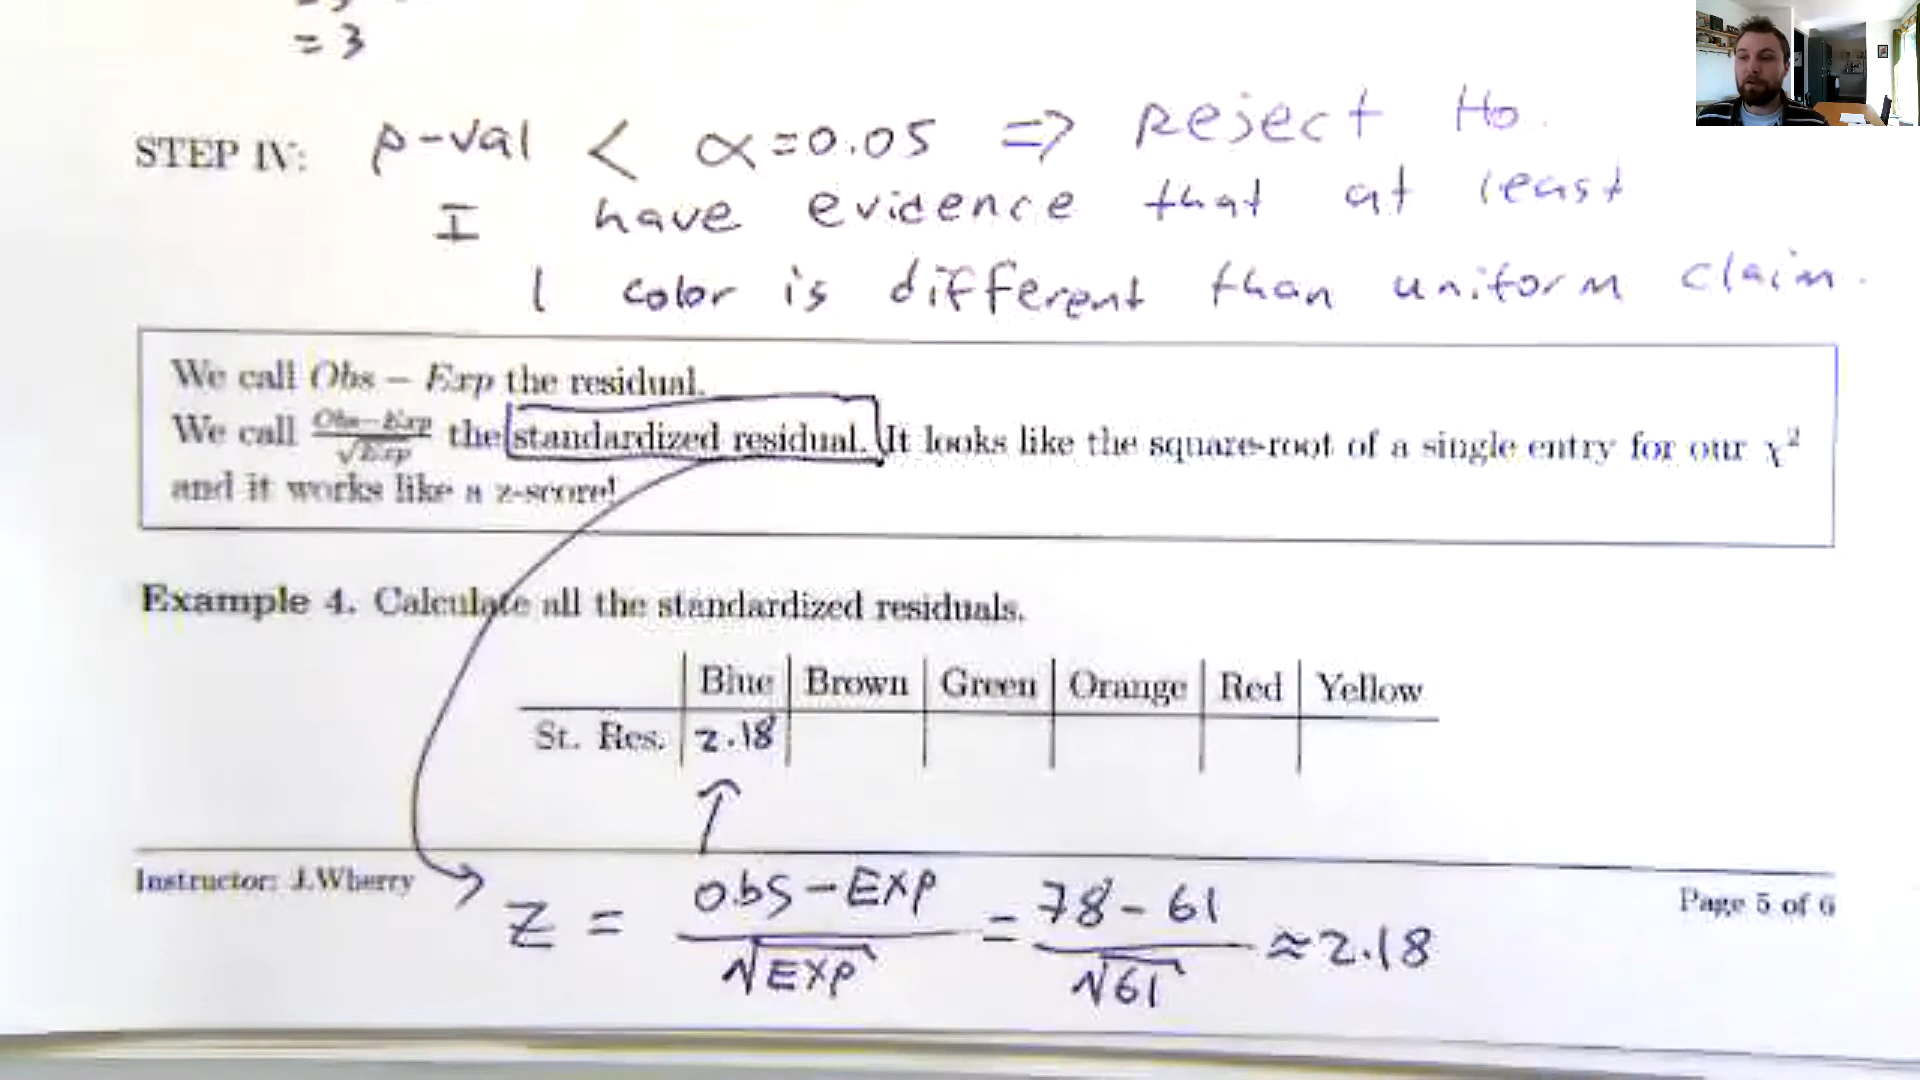 = 3
STEP IV: p-val < α=0.05 => Reject Ho.
I have evidence that at least
1 color is different than uniform claim.
We call Obs − Exp the residual.
We call Obs−Exp/√Exp the standardized residual. It looks like the square-root of a single entry for our χ²
and it works like a z-score!
Example 4. Calculate all the standardized residuals.
Blue | Brown | Green | Orange | Red | Yellow
St. Res. | 2.18
Instructor: J.Wherry
Page 5 of 6
Z = obs-Exp/√Exp = 78-61/√61 ≈ 2.18